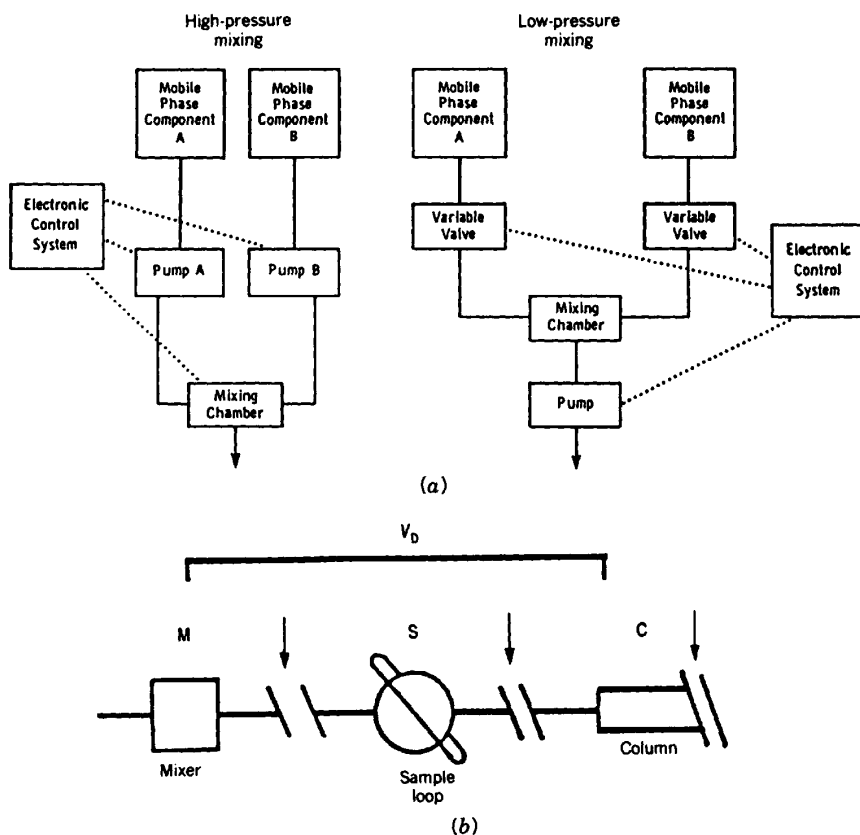 High-pressure
mixing
Low-pressure
mixing
Mobile
Phase
Component
A
Mobile
Phase
Component
B
Mobile
Phase
Component
A
Mobile
Phase
Component
B
Electronic
Control
System
Pump A
Pump B
Mixing
Chamber
Variable
Valve
Variable
Valve
Electronic
Control
System
Mixing
Chamber
Pump
(a)
V_D
M
S
C
Mixer
Sample
loop
Column
(b)